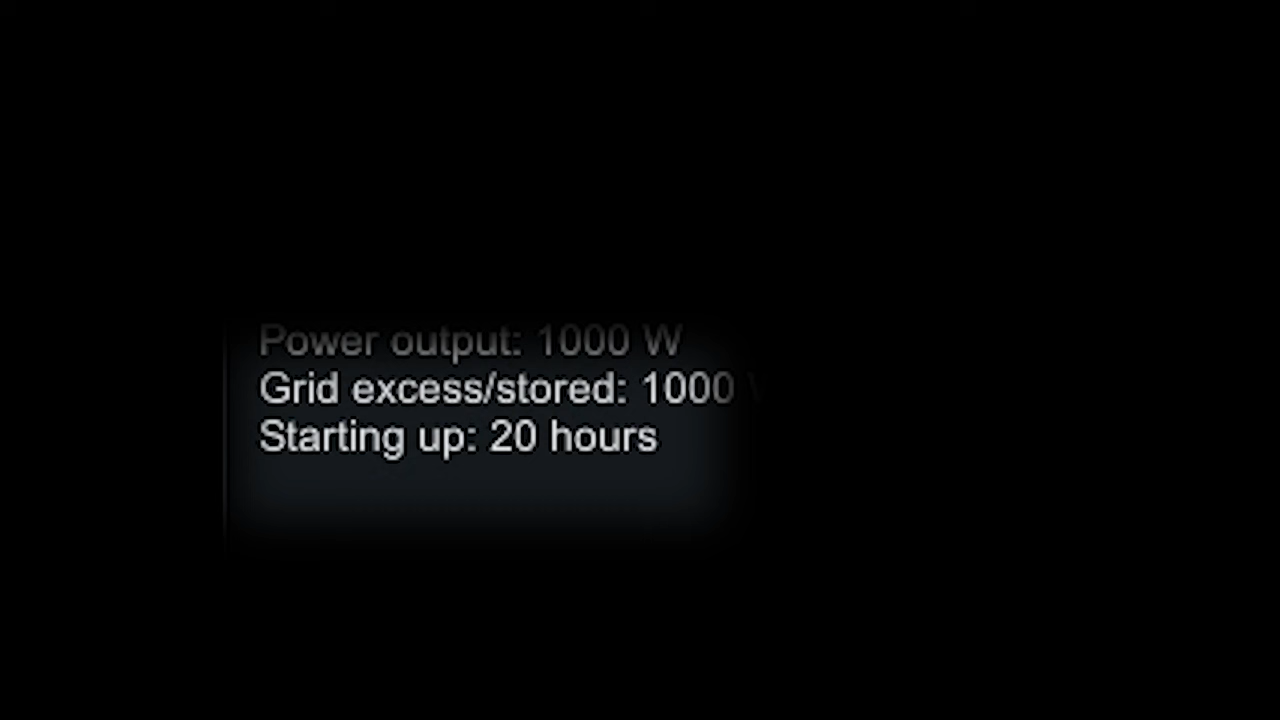 Power output: 1000 W
Grid excess/stored: 1000
Starting up: 20 hours